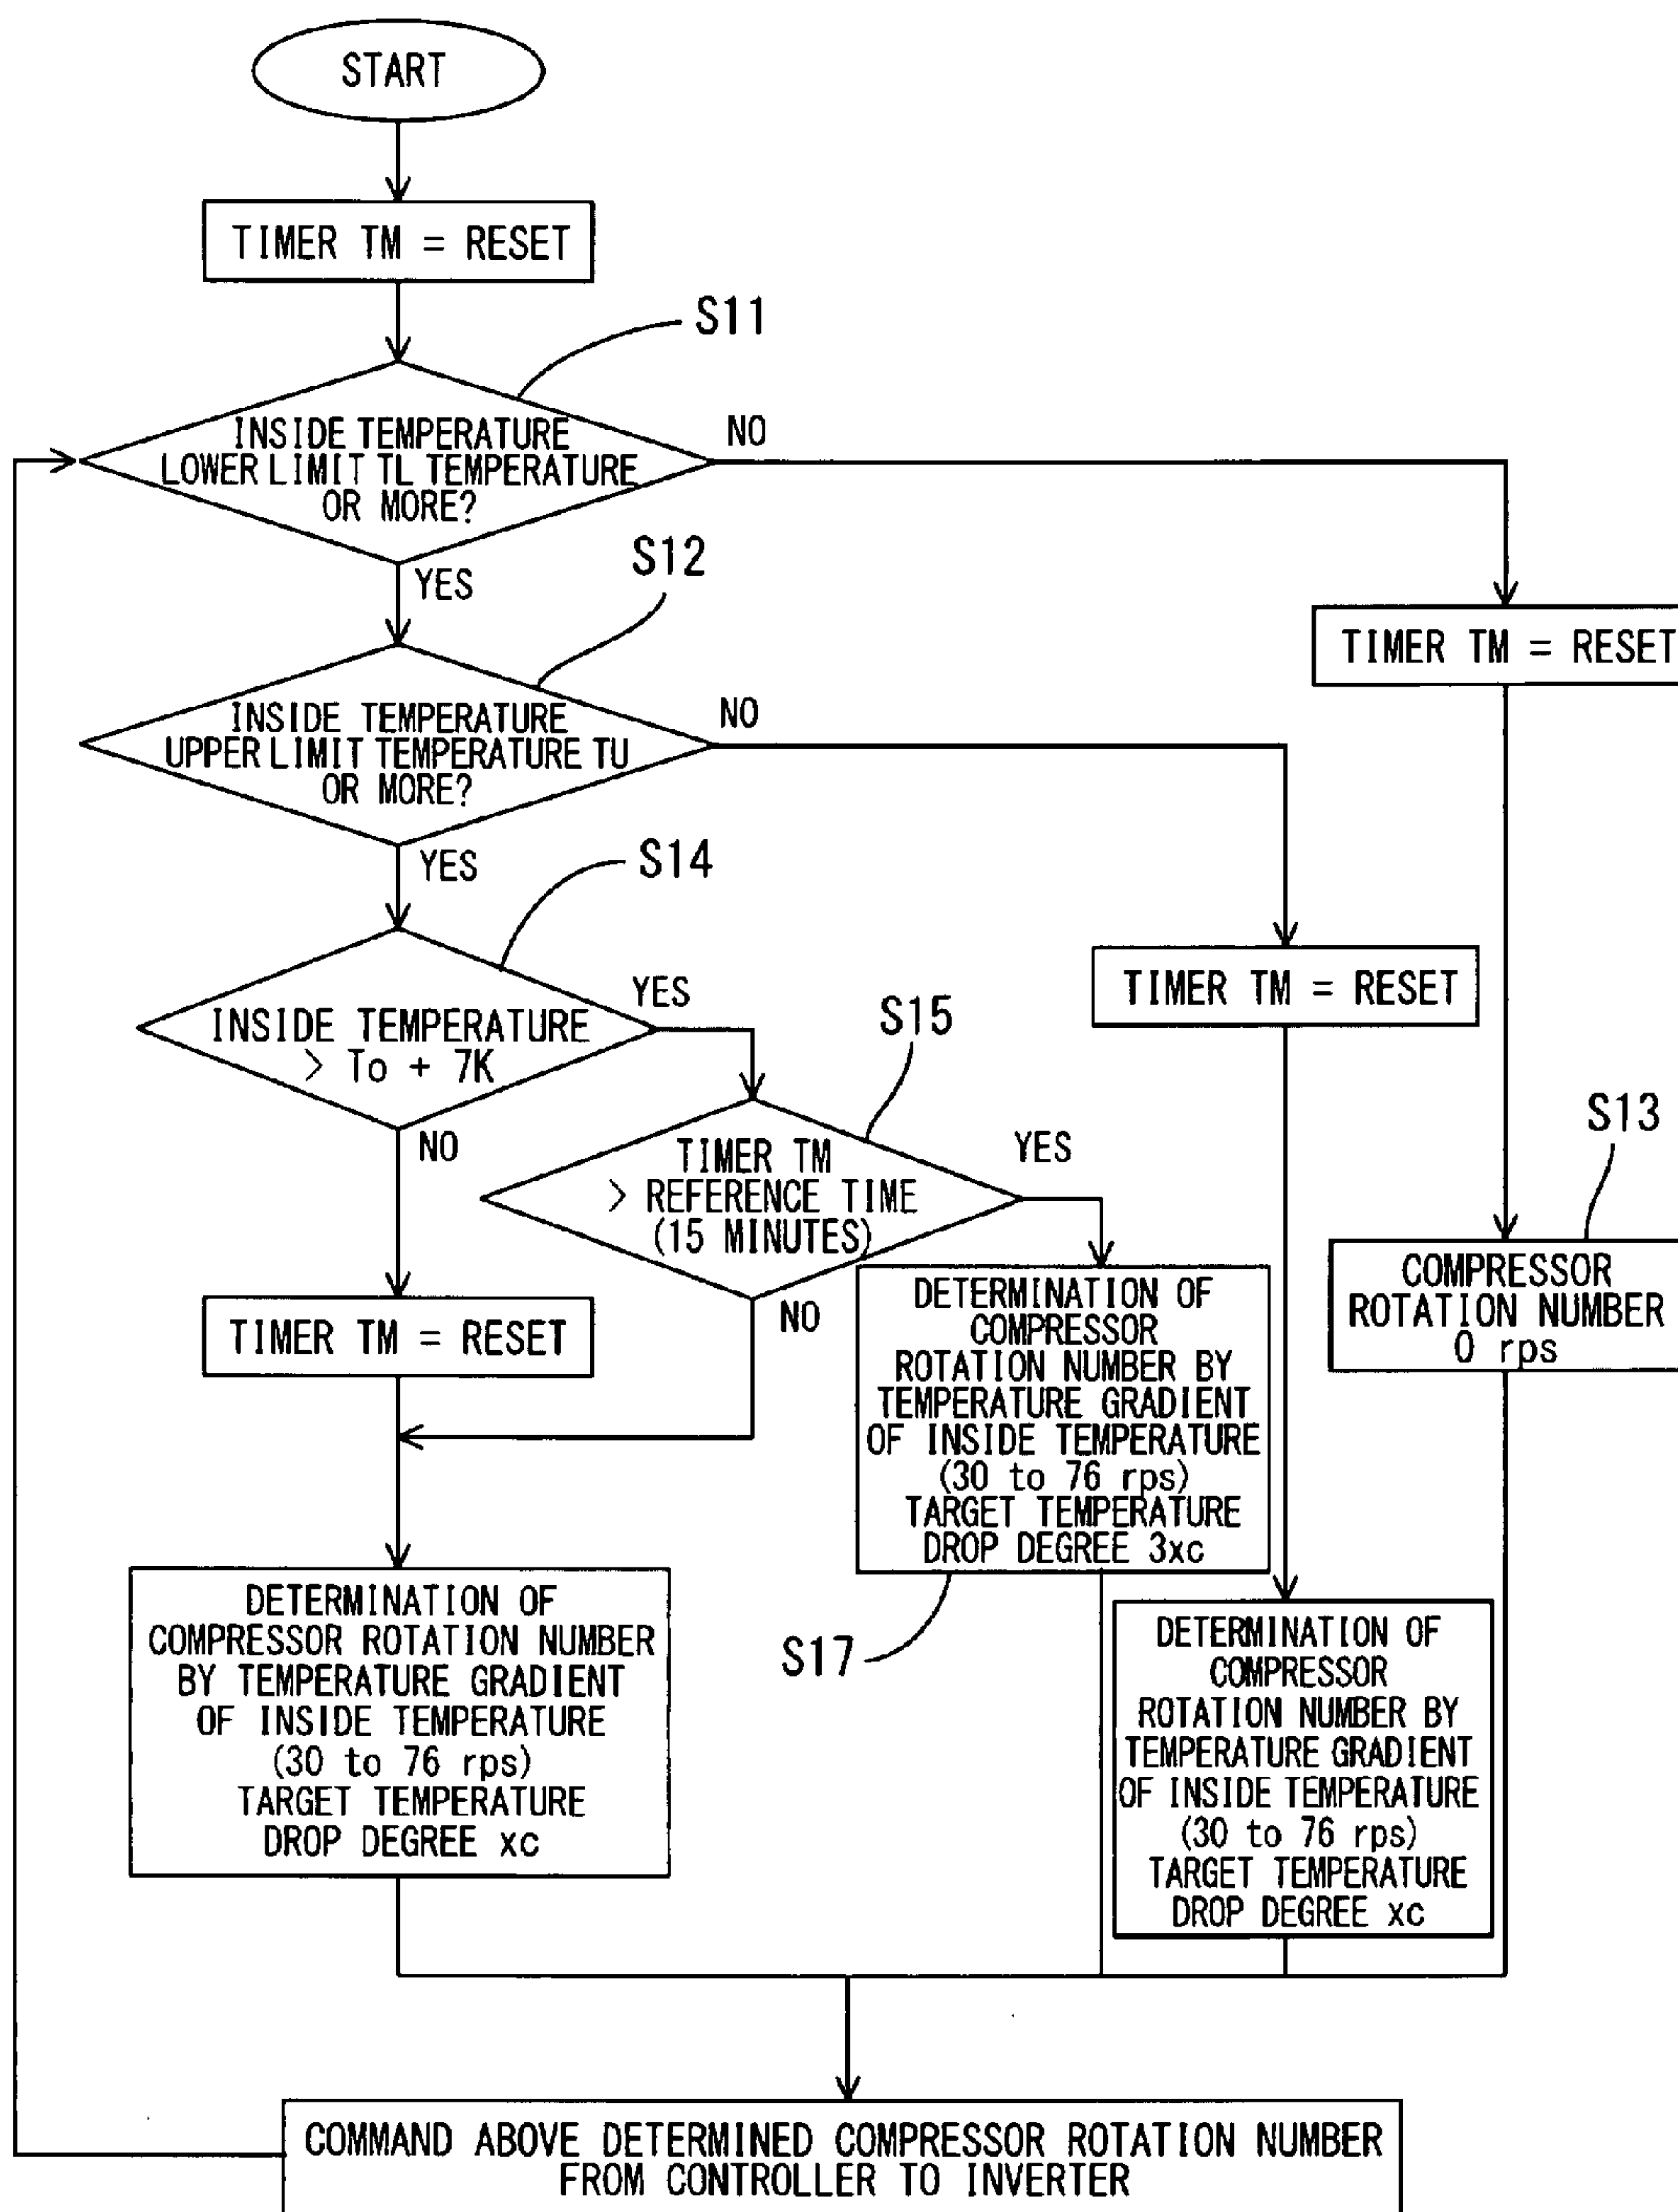 START
TIMER TM = RESET
S11
INSIDE TEMPERATURE
LOWER LIMIT TL TEMPERATURE
OR MORE?
NO
YES
S12
INSIDE TEMPERATURE
UPPER LIMIT TEMPERATURE TU
OR MORE?
NO
TIMER TM = RESET
YES
S14
INSIDE TEMPERATURE
> To + 7K
YES
TIMER TM = RESET
S15
NO
TIMER TM
> REFERENCE TIME
(15 MINUTES)
YES
NO
S13
COMPRESSOR
ROTATION NUMBER
0 rps
TIMER TM = RESET
DETERMINATION OF
COMPRESSOR
ROTATION NUMBER BY
TEMPERATURE GRADIENT
OF INSIDE TEMPERATURE
(30 to 76 rps)
TARGET TEMPERATURE
DROP DEGREE 3xc
S17
DETERMINATION OF
COMPRESSOR ROTATION NUMBER
BY TEMPERATURE GRADIENT
OF INSIDE TEMPERATURE
(30 to 76 rps)
TARGET TEMPERATURE
DROP DEGREE xc
DETERMINATION OF
COMPRESSOR
ROTATION NUMBER BY
TEMPERATURE GRADIENT
OF INSIDE TEMPERATURE
(30 to 76 rps)
TARGET TEMPERATURE
DROP DEGREE xc
COMMAND ABOVE DETERMINED COMPRESSOR ROTATION NUMBER
FROM CONTROLLER TO INVERTER